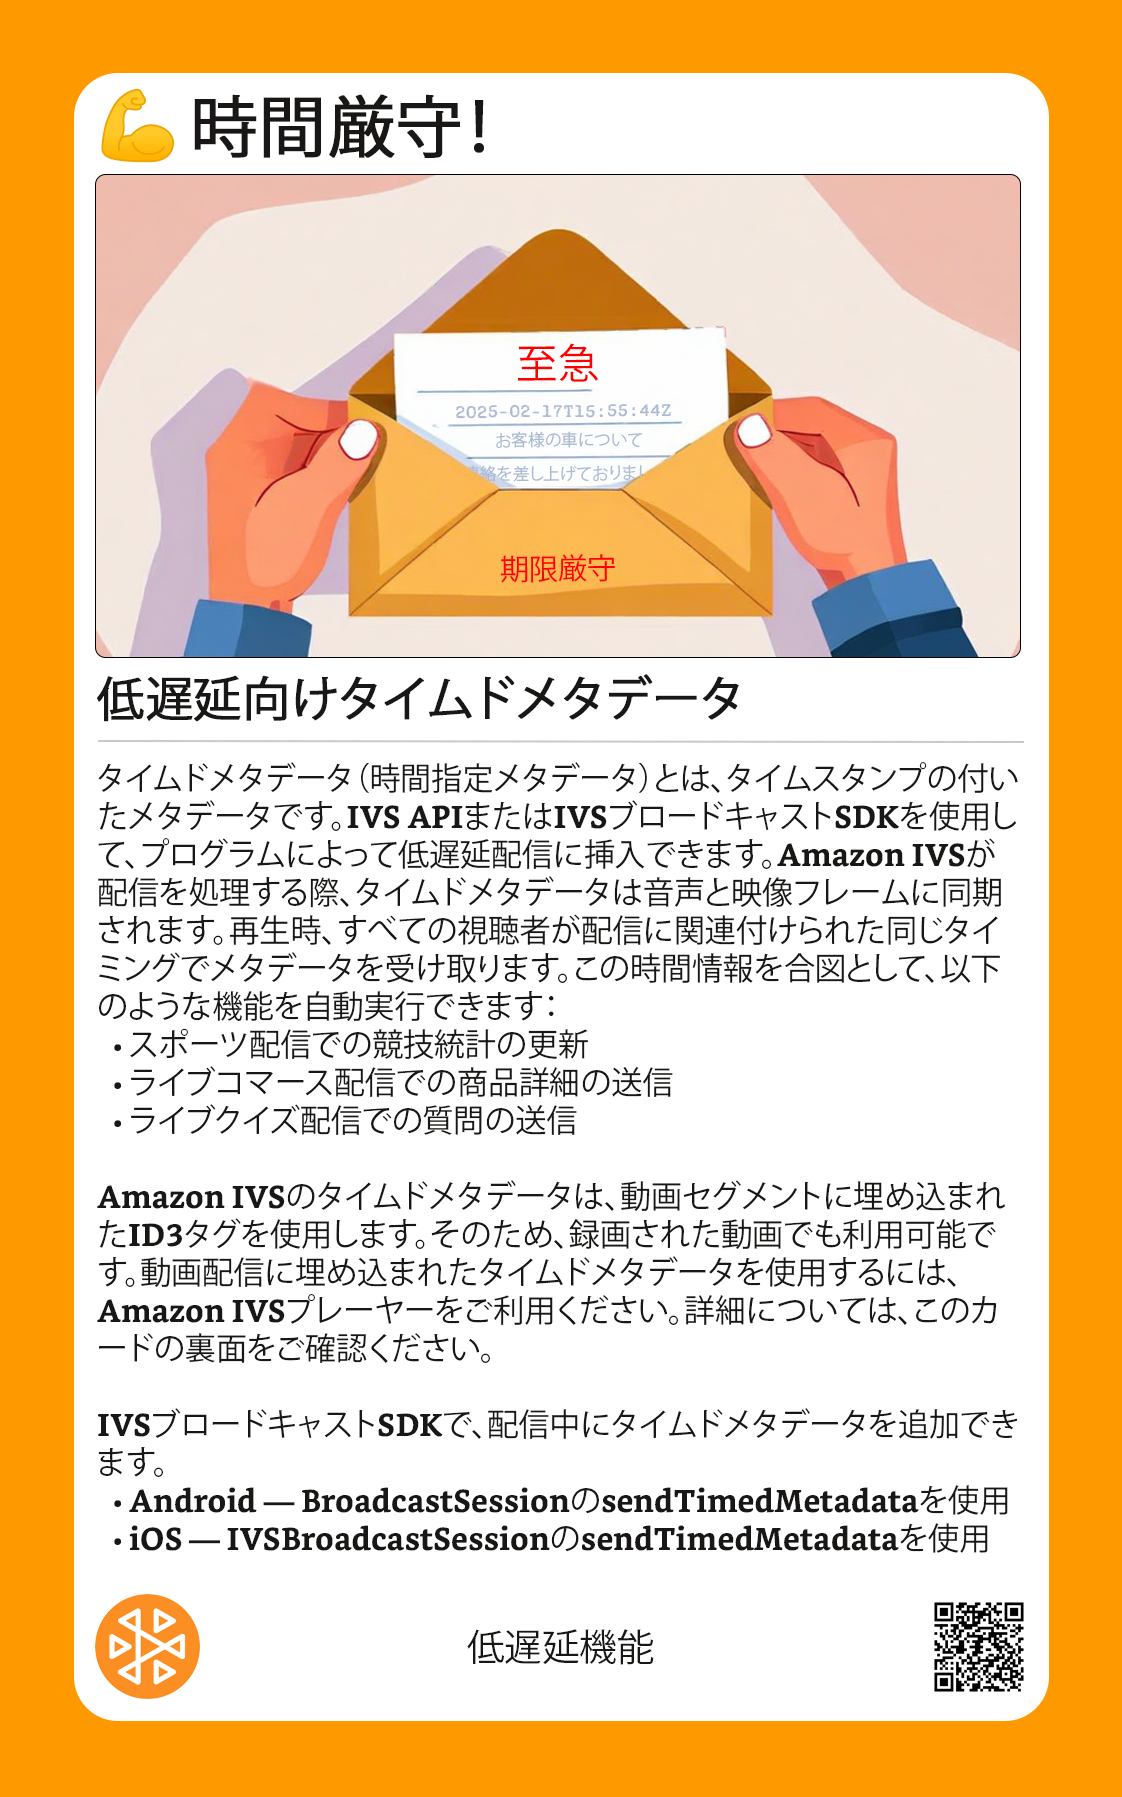 💪 時間厳守！
至急
2025-02-17T15:55:44Z
お客様の車について
絡を差し上げておりまし
期限厳守
低遅延向けタイムドメタデータ
タイムドメタデータ（時間指定メタデータ）とは、タイムスタンプの付い
たメタデータです。IVS APIまたはIVSブロードキャストSDKを使用し
て、プログラムによって低遅延配信に挿入できます。Amazon IVSが
配信を処理する際、タイムドメタデータは音声と映像フレームに同期
されます。再生時、すべての視聴者が配信に関連付けられた同じタイ
ミングでメタデータを受け取ります。この時間情報を合図として、以下
のような機能を自動実行できます：
• スポーツ配信での競技統計の更新
• ライブコマース配信での商品詳細の送信
• ライブクイズ配信での質問の送信
Amazon IVSのタイムドメタデータは、動画セグメントに埋め込まれ
たID3タグを使用します。そのため、録画された動画でも利用可能で
す。動画配信に埋め込まれたタイムドメタデータを使用するには、
Amazon IVSプレーヤーをご利用ください。詳細については、このカ
ードの裏面をご確認ください。
IVSブロードキャストSDKで、配信中にタイムドメタデータを追加でき
ます。
• Android — BroadcastSessionのsendTimedMetadataを使用
• iOS — IVSBroadcastSessionのsendTimedMetadataを使用
低遅延機能